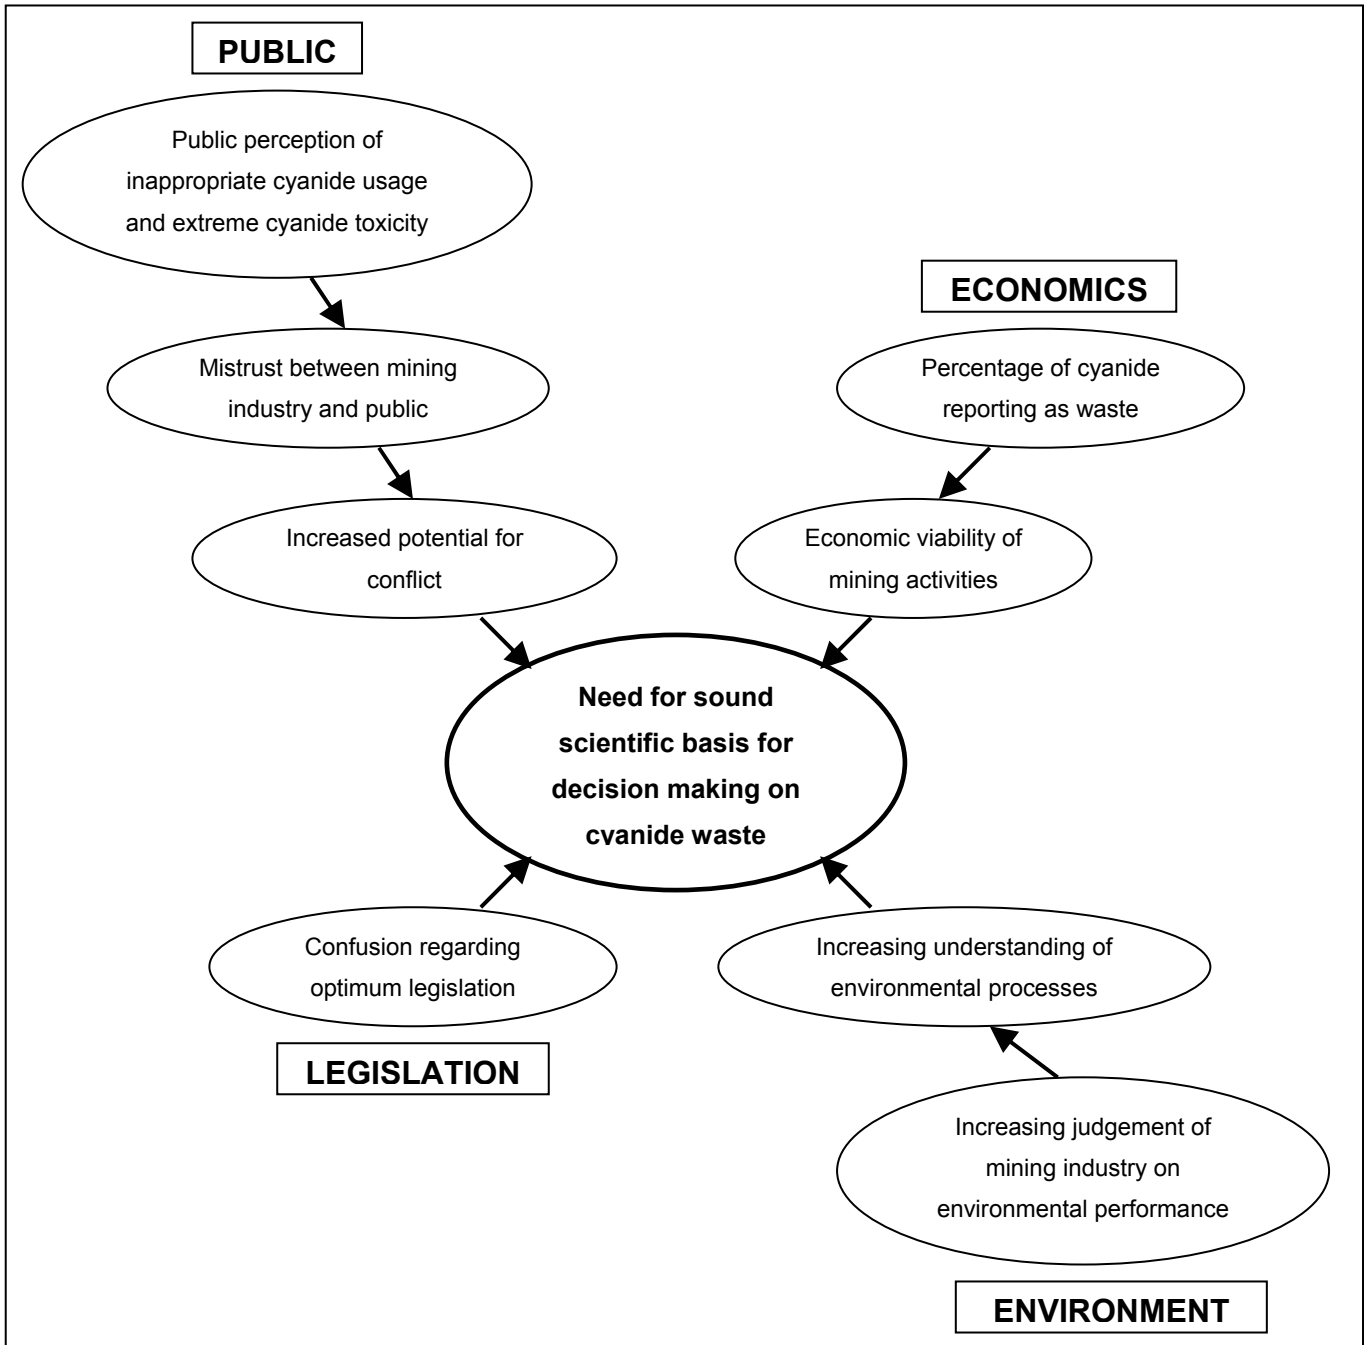 PUBLIC
Public perception of
inappropriate cyanide usage
and extreme cyanide toxicity
Mistrust between mining
industry and public
Increased potential for
conflict
ECONOMICS
Percentage of cyanide
reporting as waste
Economic viability of
mining activities
Need for sound
scientific basis for
decision making on
cyanide waste
Confusion regarding
optimum legislation
LEGISLATION
Increasing understanding of
environmental processes
Increasing judgement of
mining industry on
environmental performance
ENVIRONMENT